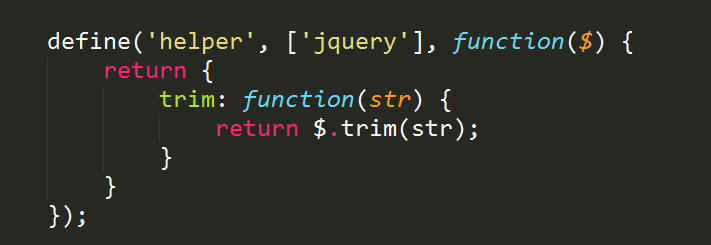 define('helper', ['jquery'], function($) {
    return {
        trim: function(str) {
            return $.trim(str);
        }
    }
});